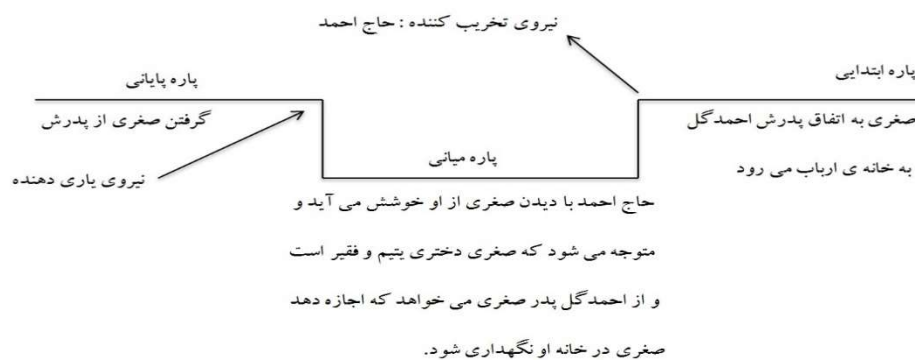 نیروی تخریب کننده : حاج احمد
پاره ابتدایی
پاره پایانی
صغری به اتفاق پدرش احمدگل
به خانه ی ارباب می رود
گرفتن صغری از پدرش
پاره میانی
نیروی یاری دهنده
حاج احمد با دیدن صغری از او خوشش می آید و
متوجه می شود که صغری دختری یتیم و فقیر است
و از احمدگل پدر صغری می خواهد که اجازه دهد
صغری در خانه او نگهداری شود.